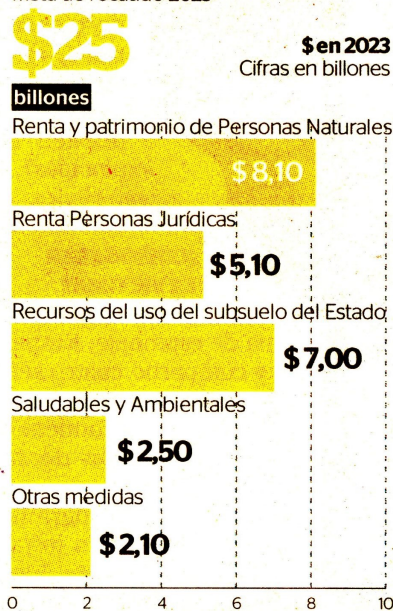 $25
$ en 2023
Cifras en billones
billones
Renta y patrimonio de Personas Naturales
$8,10
Renta Personas Jurídicas
$5,10
Recursos del uso del subsuelo del Estado
$7,00
Saludables y Ambientales
$2,50
Otras medidas
$2,10
0 2 4 6 8 10